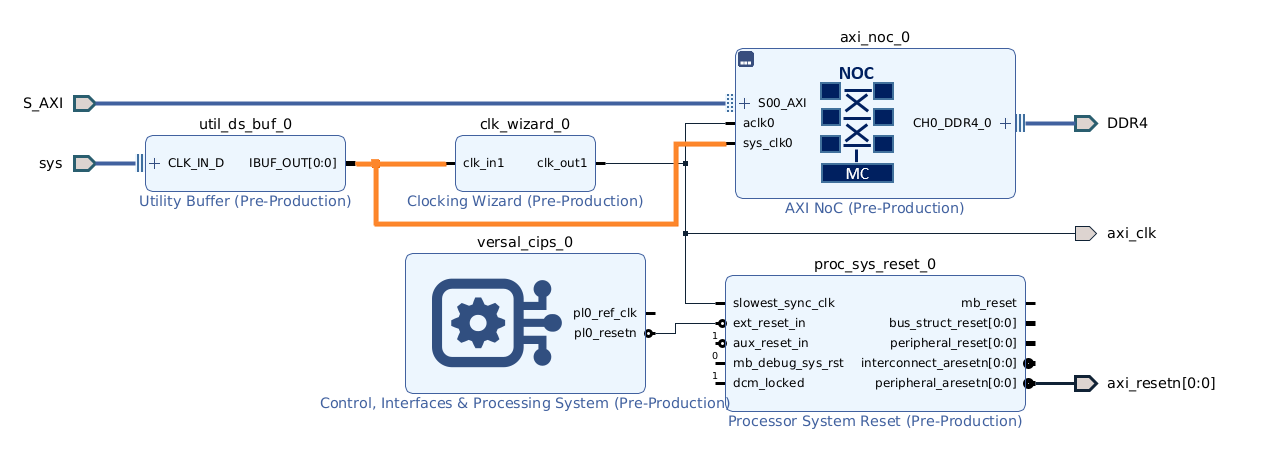 axi_noc_0
NOC
S_AXI
S00_AXI
util_ds_buf_0
clk_wizard_0
aclk0
CH0_DDR4_0
DDR4
sys_clk0
sys
CLK_IN_D
IBUF_OUT[0:0]
clk_in1
clk_out1
MC
Utility Buffer (Pre-Production)
Clocking Wizard (Pre-Production)
AXI NoC (Pre-Production)
axi_clk
versal_cips_0
proc_sys_reset_0
pl0_ref_clk
pl0_resetn
slowest_sync_clk
mb_reset
ext_reset_in
bus_struct_reset[0:0]
1
aux_reset_in
peripheral_reset[0:0]
0
mb_debug_sys_rst
interconnect_aresetn[0:0]
1
dcm_locked
peripheral_aresetn[0:0]
axi_resetn[0:0]
Control, Interfaces & Processing System (Pre-Production)
Processor System Reset (Pre-Production)